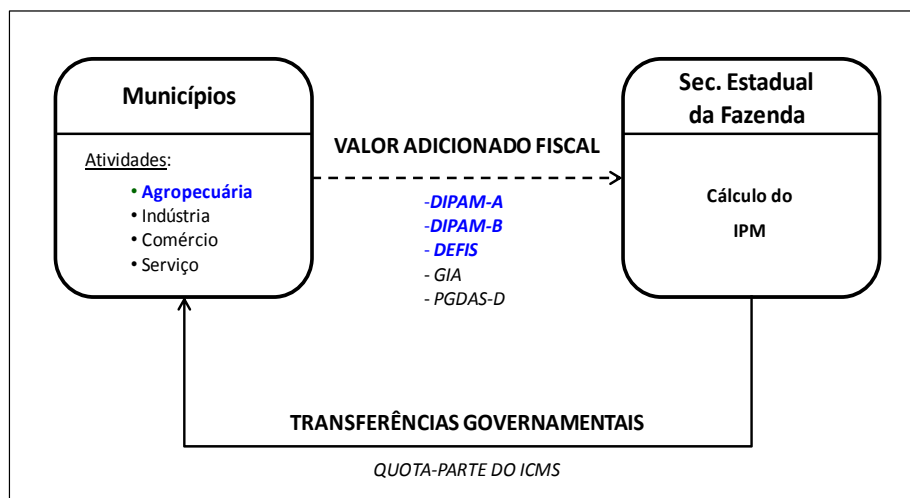 Municípios
Atividades:
• Agropecuária
• Indústria
• Comércio
• Serviço
VALOR ADICIONADO FISCAL
-DIPAM-A
-DIPAM-B
- DEFIS
- GIA
- PGDAS-D
Sec. Estadual
da Fazenda
Cálculo do
IPM
TRANSFERÊNCIAS GOVERNAMENTAIS
QUOTA-PARTE DO ICMS